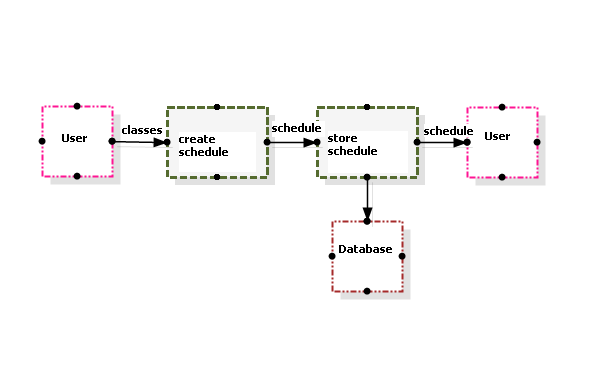 User
classes
create
schedule
schedule
store
schedule
schedule
User
Database